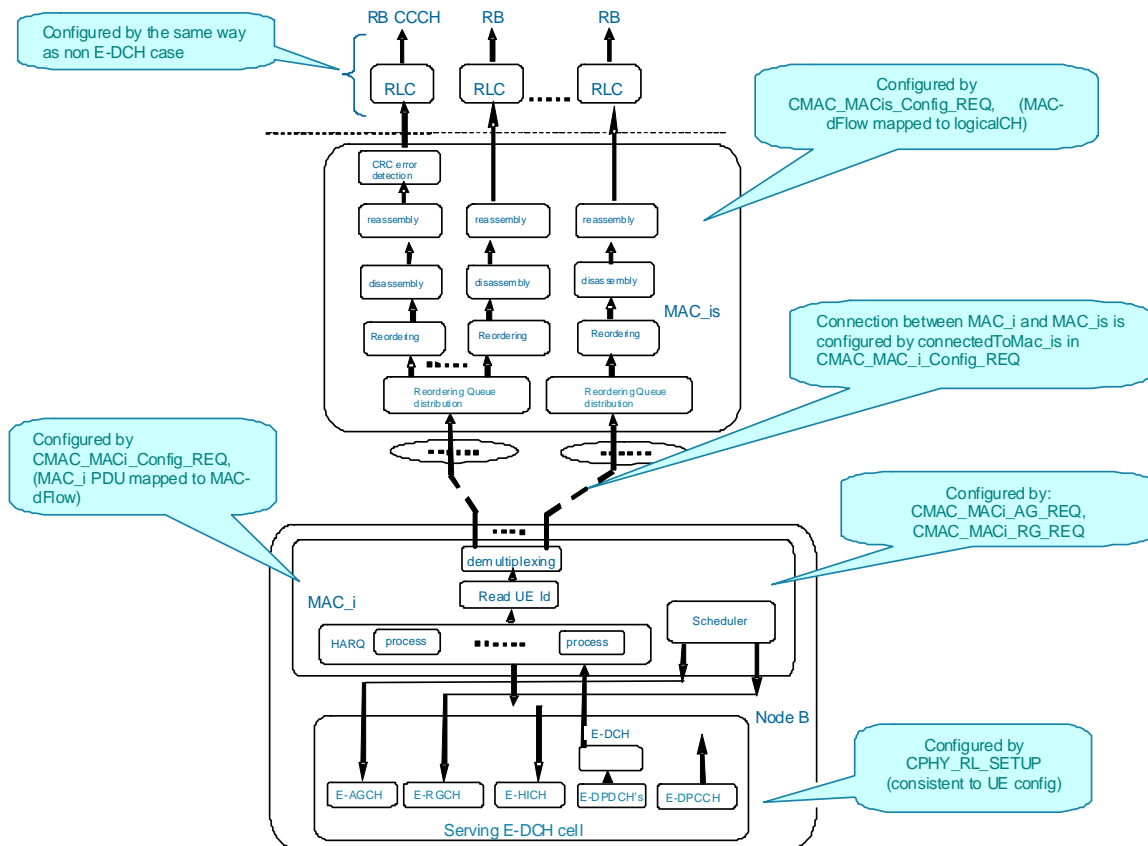 RB CCCH
RB
RB
Configured by the same way
as non E-DCH case
RLC
RLC
RLC
Configured by
CMAC_MACis_Config_REQ, (MAC-
dFlow mapped to logicalCH)
CRC error
detection
reassembly
reassembly
reassembly
disassembly
disassembly
disassembly
MAC_is
Reordering
Reordering
Reordering
Reordering Queue
distribution
Reordering Queue
distribution
Connection between MAC_i and MAC_is is
configured by connectedToMac_is in
CMAC_MAC_i_Config_REQ
Configured by
CMAC_MACi_Config_REQ,
(MAC_i PDU mapped to MAC-
dFlow)
Configured by:
CMAC_MACi_AG_REQ,
CMAC_MACi_RG_REQ
demultiplexing
Read UE Id
MAC_i
Scheduler
HARQ
process
process
Node B
E-DCH
E-AGCH
E-RGCH
E-HICH
E-DPDCH's
E-DPCCH
Serving E-DCH cell
Configured by
CPHY_RL_SETUP
(consistent to UE config)